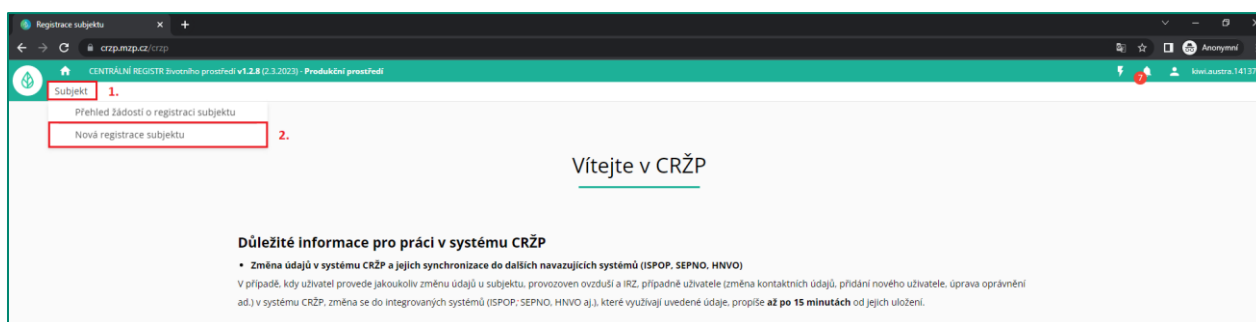 Registrace subjektu
crzp.mzp.cz/crzp
Anonymní
CENTRÁLNÍ REGISTR životního prostředí v1.2.8 (2.3.2023) - Produkční prostředí
7
kiwi.austra.14137
Subjekt 1.
Přehled žádostí o registraci subjektu
Nová registrace subjektu 2.
Vítejte v CRŽP
Důležité informace pro práci v systému CRŽP
• Změna údajů v systému CRŽP a jejich synchronizace do dalších navazujících systémů (ISPOP, SEPNO, HNVO)
V případě, kdy uživatel provede jakoukoliv změnu údajů u subjektu, provozoven ovzduší a IRZ, případně uživatele (změna kontaktních údajů, přidání nového uživatele, úprava oprávnění
ad.) v systému CRŽP, změna se do integrovaných systémů (ISPOP, SEPNO, HNVO aj.), které využívají uvedené údaje, propíše až po 15 minutách od jejich uložení.